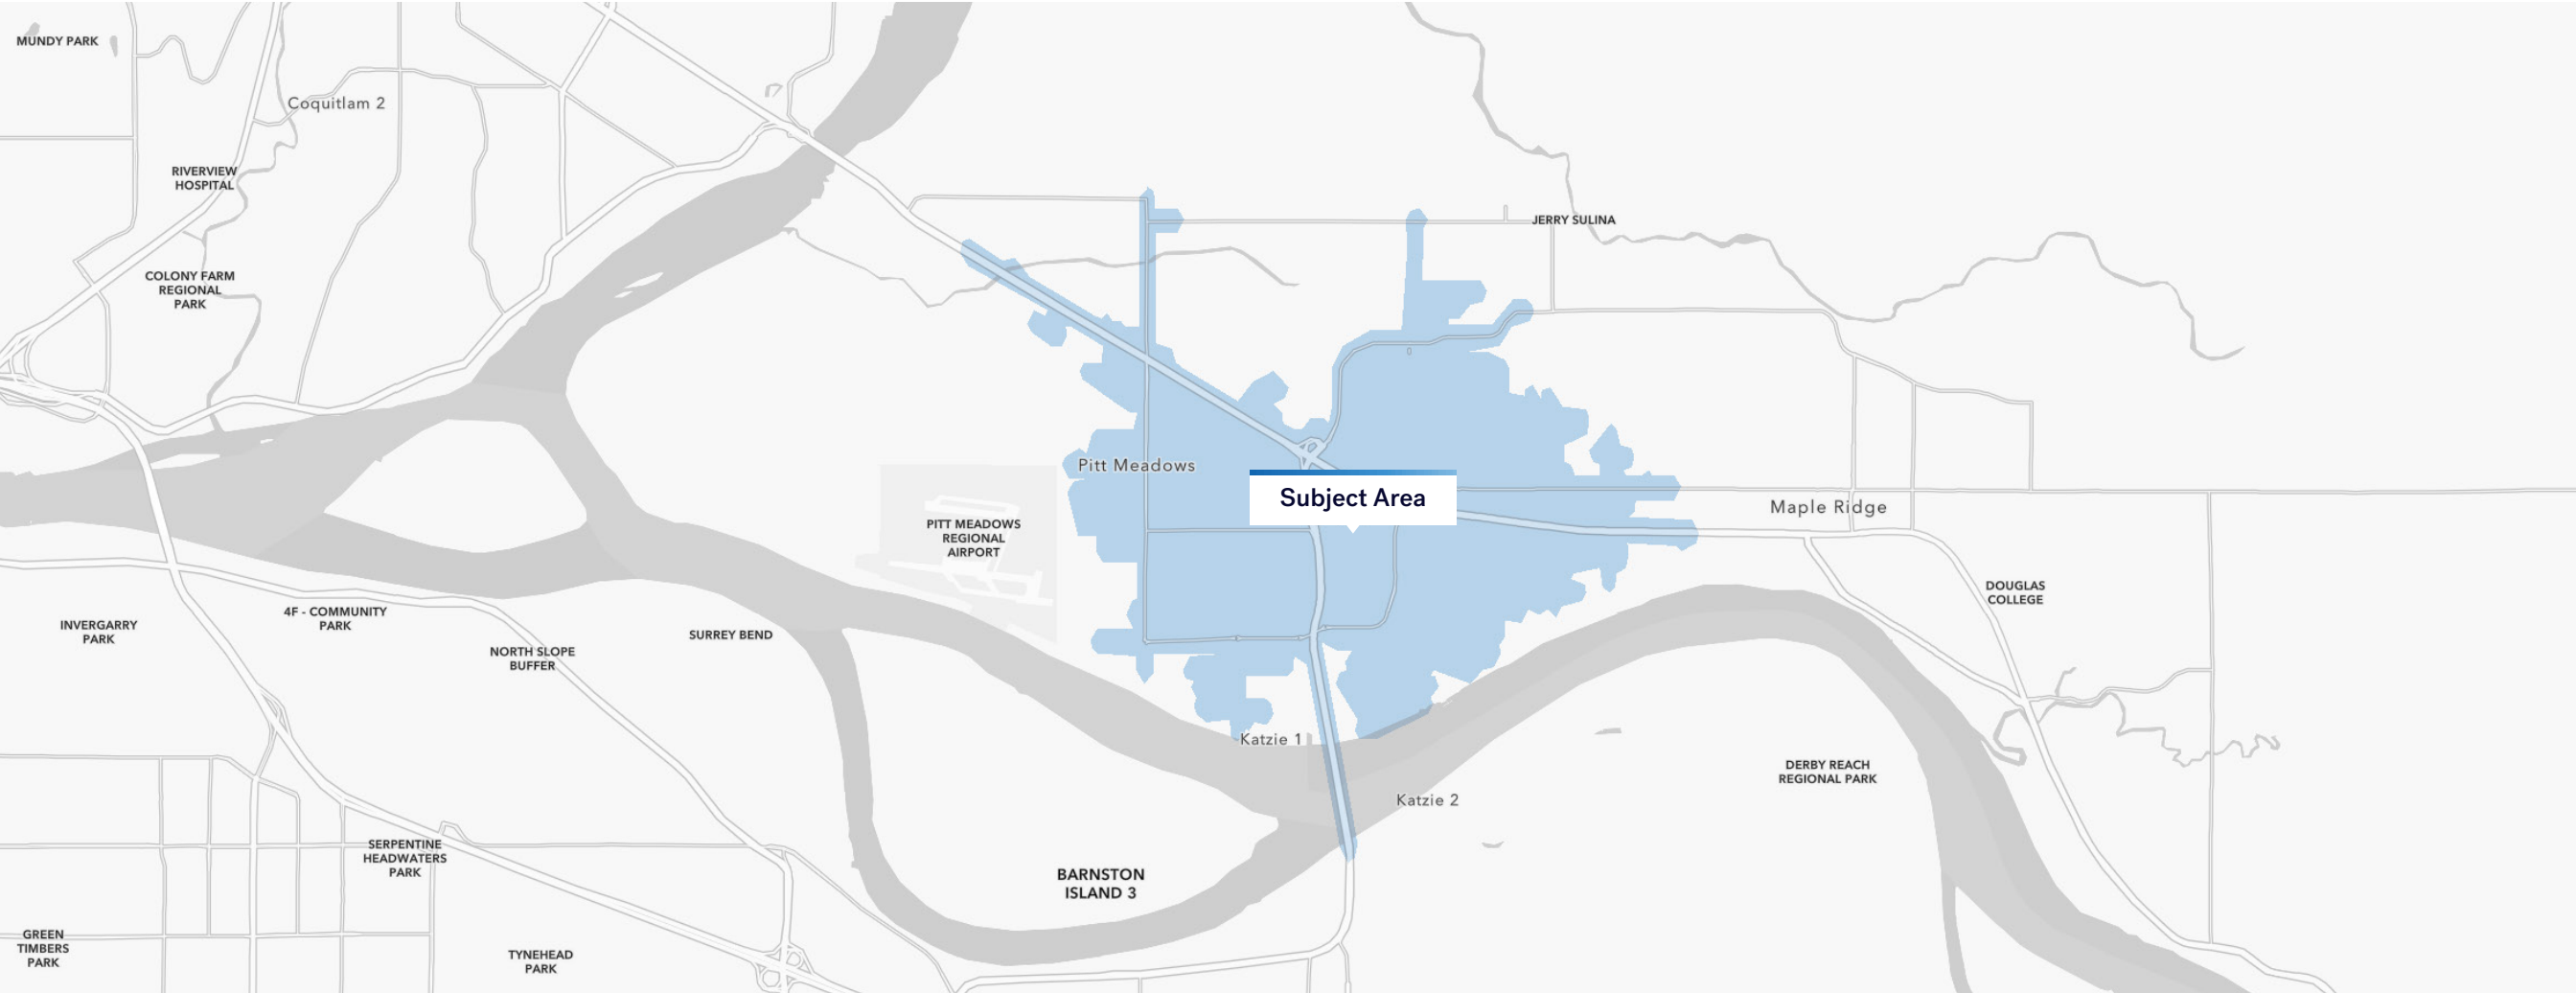 MUNDY PARK
Coquitlam 2
RIVERVIEW
HOSPITAL
JERRY SULINA
COLONY FARM
REGIONAL
PARK
Pitt Meadows
Subject Area
Maple Ridge
PITT MEADOWS
REGIONAL
AIRPORT
DOUGLAS
COLLEGE
4F - COMMUNITY
PARK
INVERGARRY
PARK
SURREY BEND
NORTH SLOPE
BUFFER
Katzie 1
DERBY REACH
REGIONAL PARK
Katzie 2
SERPENTINE
HEADWATERS
PARK
BARNSTON
ISLAND 3
GREEN
TIMBERS
PARK
TYNEHEAD
PARK